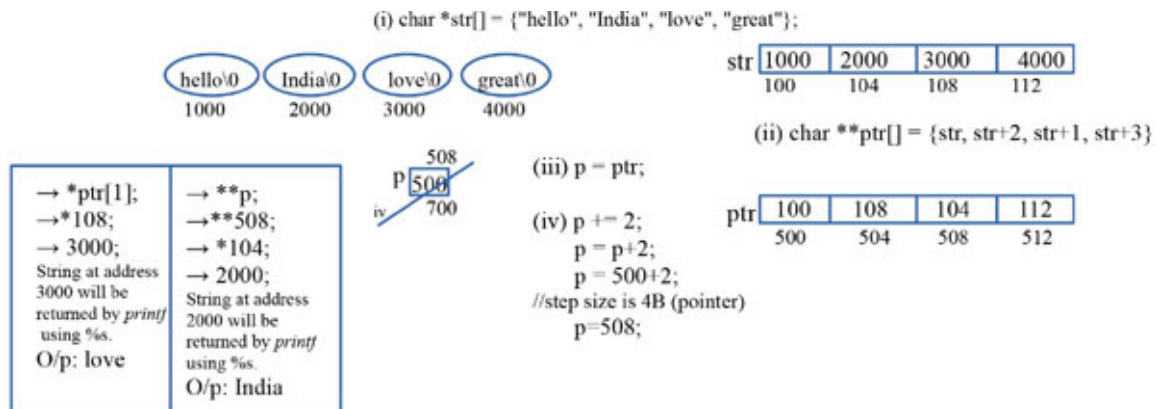 (i) char *str[] = {"hello", "India", "love", "great"};
hello\0 India\0 love\0 great\0
1000 2000 3000 4000
str 1000 2000 3000 4000
100 104 108 112
(ii) char **ptr[] = {str, str+2, str+1, str+3}
ptr 100 108 104 112
500 504 508 512
508
p 500
iv 700
(iii) p = ptr;
(iv) p += 2;
p = p+2;
p = 500+2;
//step size is 4B (pointer)
p=508;
→ *ptr[1];
→*108;
→ 3000;
String at address
3000 will be
returned by printf
using %s.
O/p: love
→ **p;
→**508;
→ *104;
→ 2000;
String at address
2000 will be
returned by printf
using %s.
O/p: India